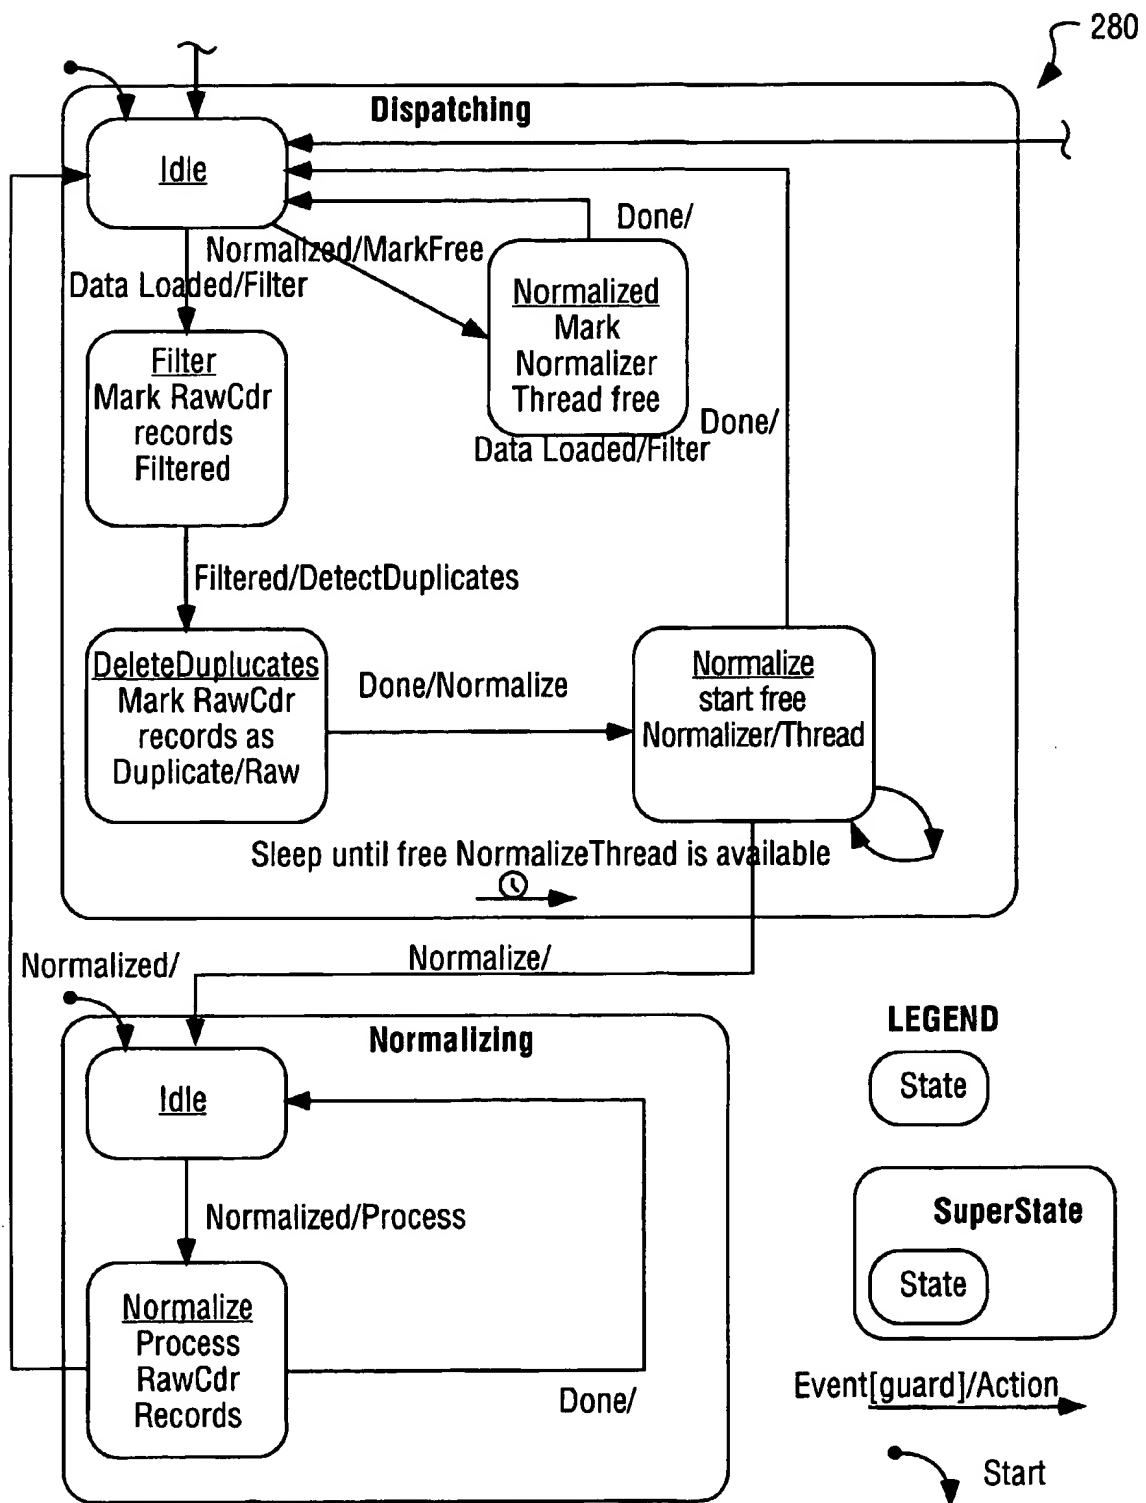 280
Dispatching
Idle
Done/
Normalized/MarkFree
Data Loaded/Filter
Normalized
Mark
Normalizer
Thread free
Filter
Mark RawCdr
records
Filtered
Done/
Data Loaded/Filter
Filtered/DetectDuplicates
DeleteDuplucates
Mark RawCdr
records as
Duplicate/Raw
Done/Normalize
Normalize
start free
Normalizer/Thread
Sleep until free NormalizeThread is available
Normalized/
Normalize/
Normalizing
Idle
Normalized/Process
Normalize
Process
RawCdr
Records
Done/
LEGEND
State
SuperState
State
Event[guard]/Action
Start